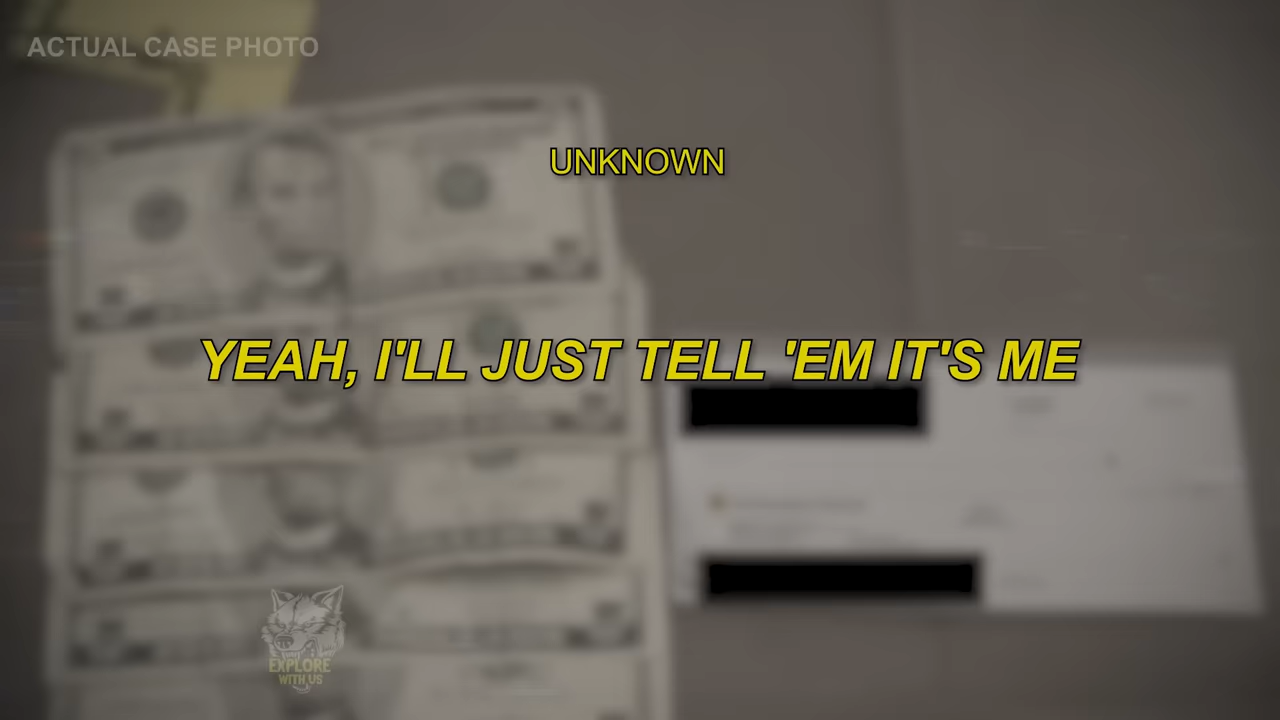 ACTUAL CASE PHOTO
UNKNOWN
YEAH, I'LL JUST TELL 'EM IT'S ME
EXPLORE
WITH US